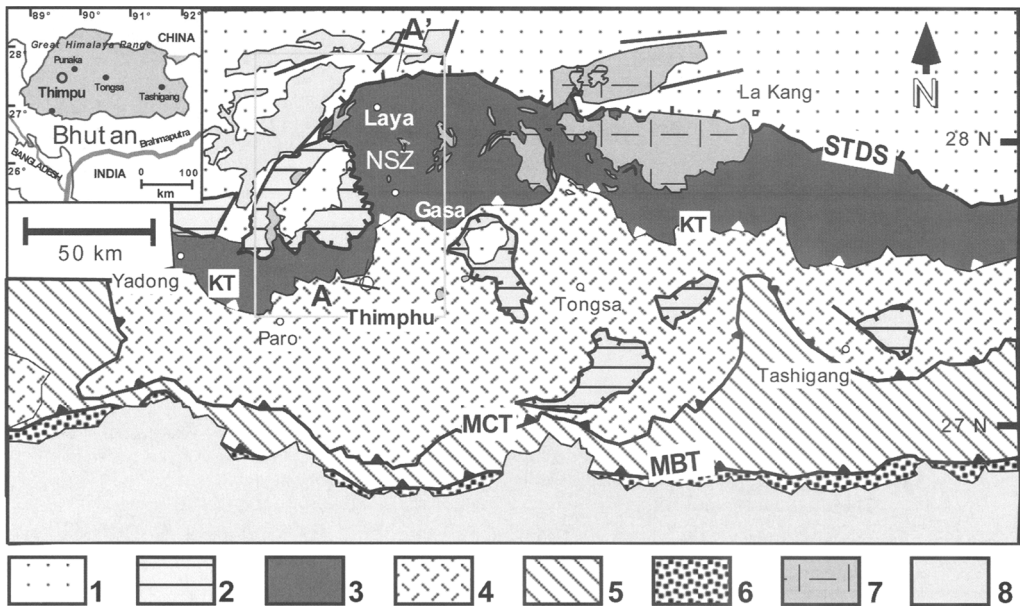 89° 90° 91° 92°
28°
27°
26°
Great Himalaya Range
CHINA
Punaka
Thimpu
Tongsa
Tashigang
Bhutan
Brahmaputra
BANGLADESH
INDIA
0 100
km
A'
A
N
La Kang
28 N
STDS
Laya
NSZ
Gasa
KT
50 km
Yadong
KT
Thimphu
Paro
Tongsa
Tashigang
MCT
27 N
MBT
1 2 3 4 5 6 7 8